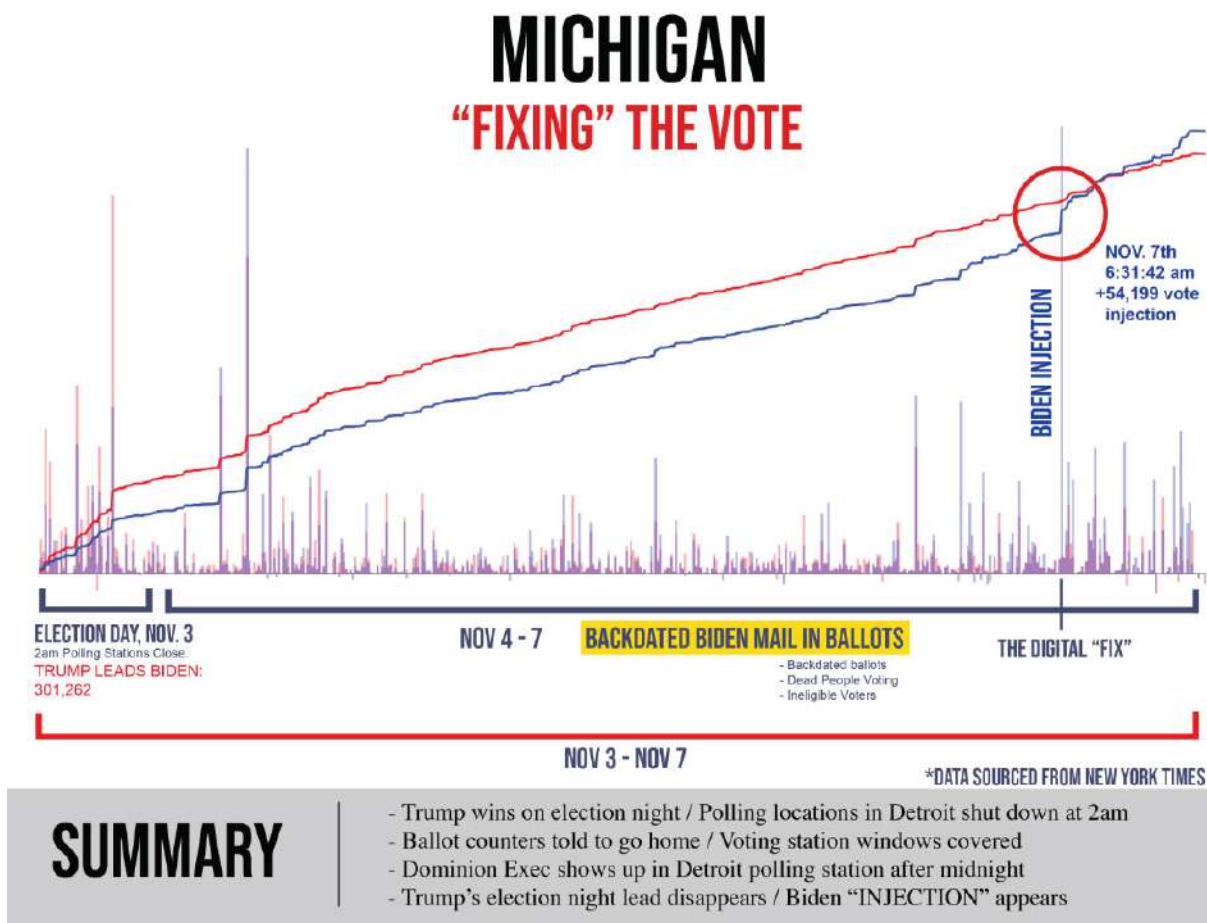 MICHIGAN
“FIXING” THE VOTE
NOV. 7th
6:31:42 am
+54,199 vote
injection
BIDEN INJECTION
ELECTION DAY, NOV. 3
2am Polling Stations Close.
TRUMP LEADS BIDEN:
301,262
NOV 4 - 7 BACKDATED BIDEN MAIL IN BALLOTS
- Backdated ballots
- Dead People Voting
- Ineligible Voters
THE DIGITAL “FIX”
NOV 3 - NOV 7
*DATA SOURCED FROM NEW YORK TIMES
SUMMARY
- Trump wins on election night / Polling locations in Detroit shut down at 2am
- Ballot counters told to go home / Voting station windows covered
- Dominion Exec shows up in Detroit polling station after midnight
- Trump’s election night lead disappears / Biden “INJECTION” appears